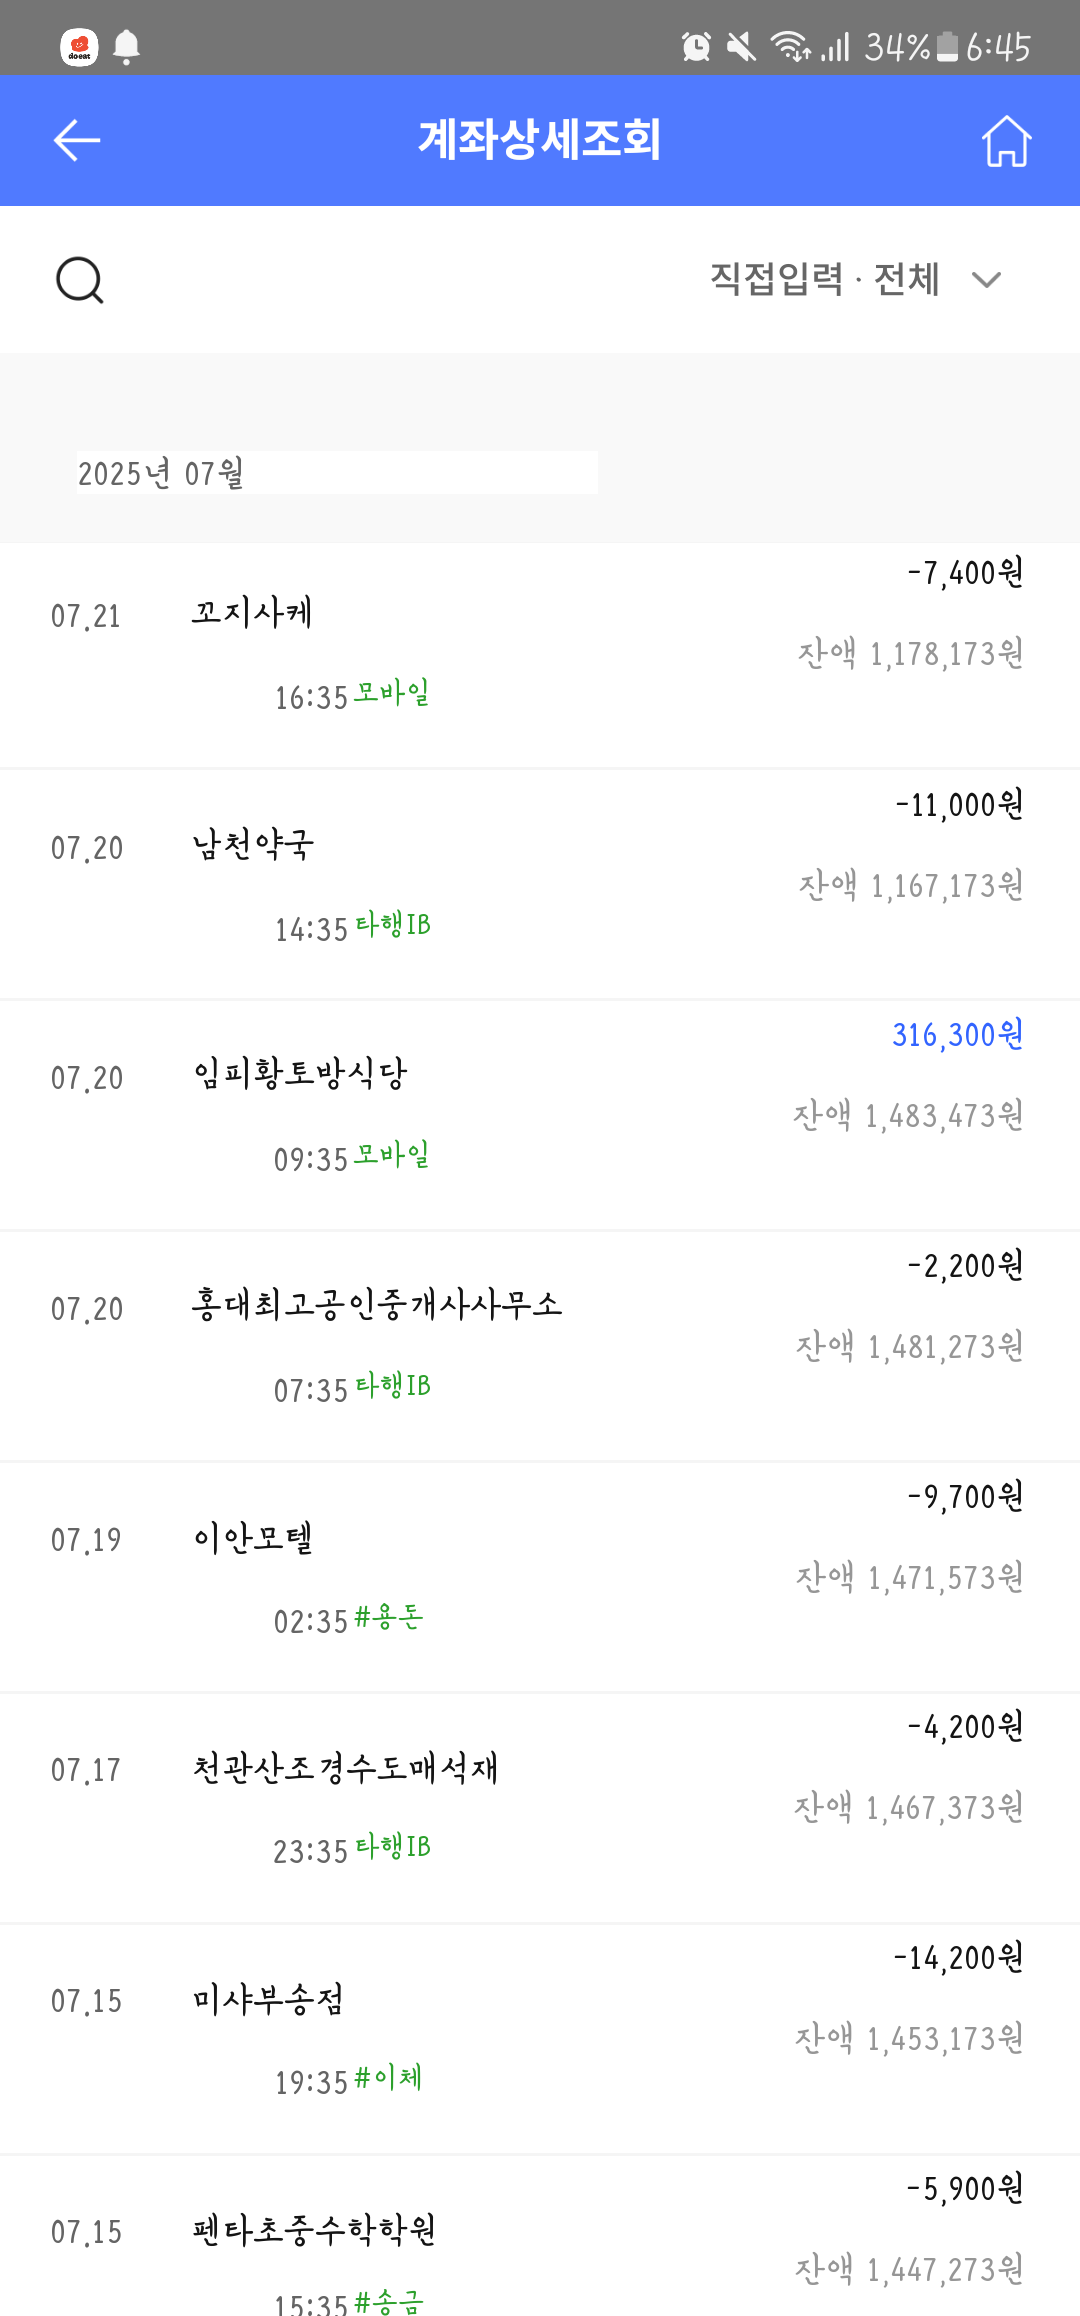 doeat
34% 6:45
계좌상세조회
직접입력 · 전체
2025년 07월
-7,400원
07.21 꼬지사케
잔액 1,178,173원
16:35 모바일
-11,000원
07.20 남천약국
잔액 1,167,173원
14:35 타행IB
316,300원
07.20 임피황토방식당
잔액 1,483,473원
09:35 모바일
-2,200원
07.20 홍대최고공인중개사사무소
잔액 1,481,273원
07:35 타행IB
-9,700원
07.19 이안모텔
잔액 1,471,573원
02:35 #용돈
-4,200원
07.17 천관산조경수도매석재
잔액 1,467,373원
23:35 타행IB
-14,200원
07.15 미샤부송점
잔액 1,453,173원
19:35 #이체
-5,900원
07.15 펜타초중수학학원
잔액 1,447,273원
15:35 #송금